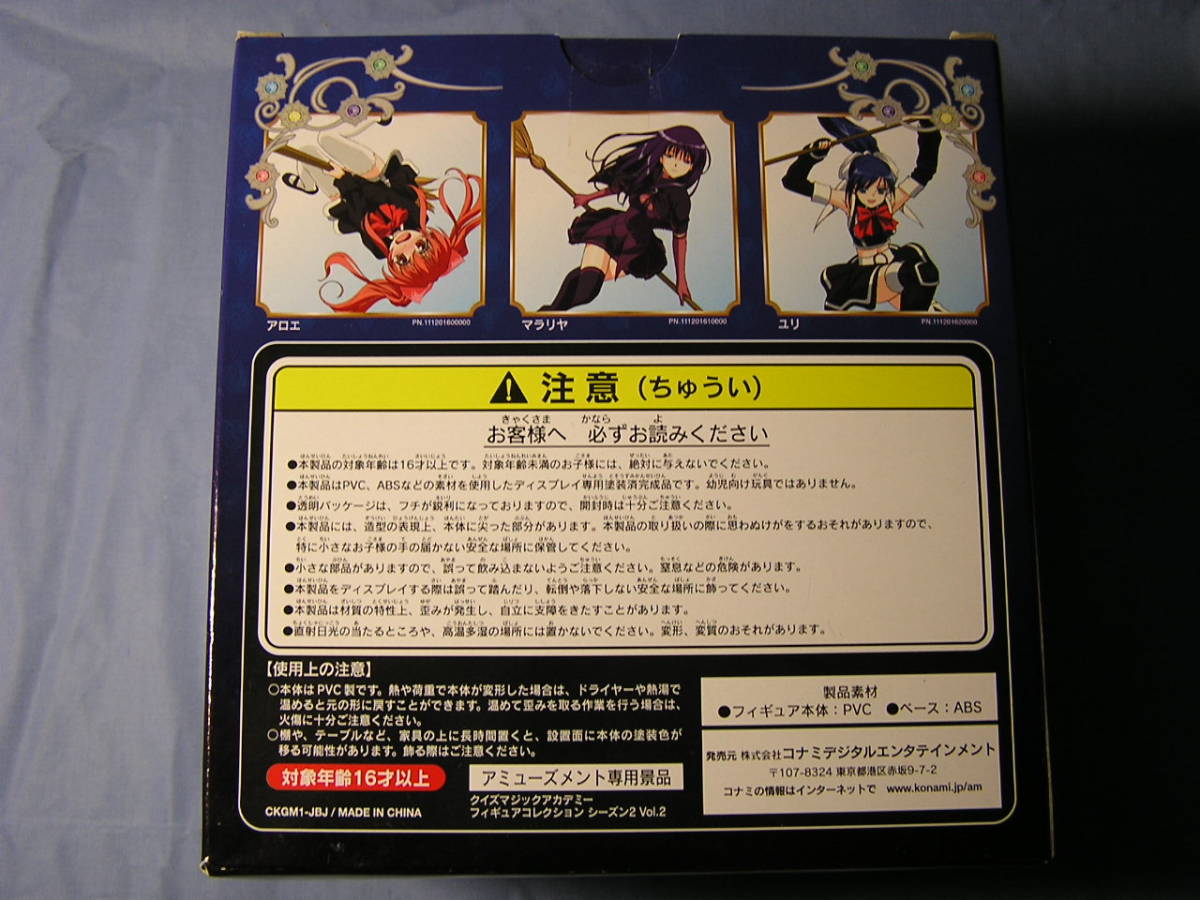 アロエ
PN.111201600000
マラリヤ
PN.111201610000
ユリ
PN.111201620000
注意(ちゅうい)
お客様へ 必ずお読みください
●本製品の対象年齢は16才以上です。対象年齢未満のお子様には、絶対に与えないでください。
●本製品はPVC、ABSなどの素材を使用したディスプレイ専用塗装済完成品です。幼児向け玩具ではありません。
●透明パッケージは、フチが鋭利になっておりますので、開封時は十分ご注意ください。
●本製品には、造型の表現上、本体に尖った部分があります。本製品の取り扱いの際に思わぬけがをするおそれがありますので、
特に小さなお子様の手の届かない安全な場所に保管してください。
●小さな部品がありますので、誤って飲み込まないようご注意ください。窒息などの危険があります。
●本製品をディスプレイする際は誤って踏んだり、転倒や落下しない安全な場所に飾ってください。
●本製品は材質の特性上、歪みが発生し、自立に支障をきたすことがあります。
●直射日光の当たるところや、高温多湿の場所には置かないでください。変形、変質のおそれがあります。
【使用上の注意】
○本体はPVC製です。熱や荷重で本体が変形した場合は、ドライヤーや熱湯で
温めると元の形に戻すことができます。温めて歪みを取る作業を行う場合は、
火傷に十分ご注意ください。
○棚や、テーブルなど、家具の上に長時間置くと、設置面に本体の塗装色が
移る可能性があります。飾る際はご注意ください。
対象年齢16才以上
アミューズメント専用景品
CKGM1-JBJ / MADE IN CHINA
クイズマジックアカデミー
フィギュアコレクション シーズン2 Vol.2
製品素材
●フィギュア本体：PVC ●ベース：ABS
発売元 株式会社コナミデジタルエンタテインメント
〒107-8324 東京都港区赤坂9-7-2
コナミの情報はインターネットで www.konami.jp/am